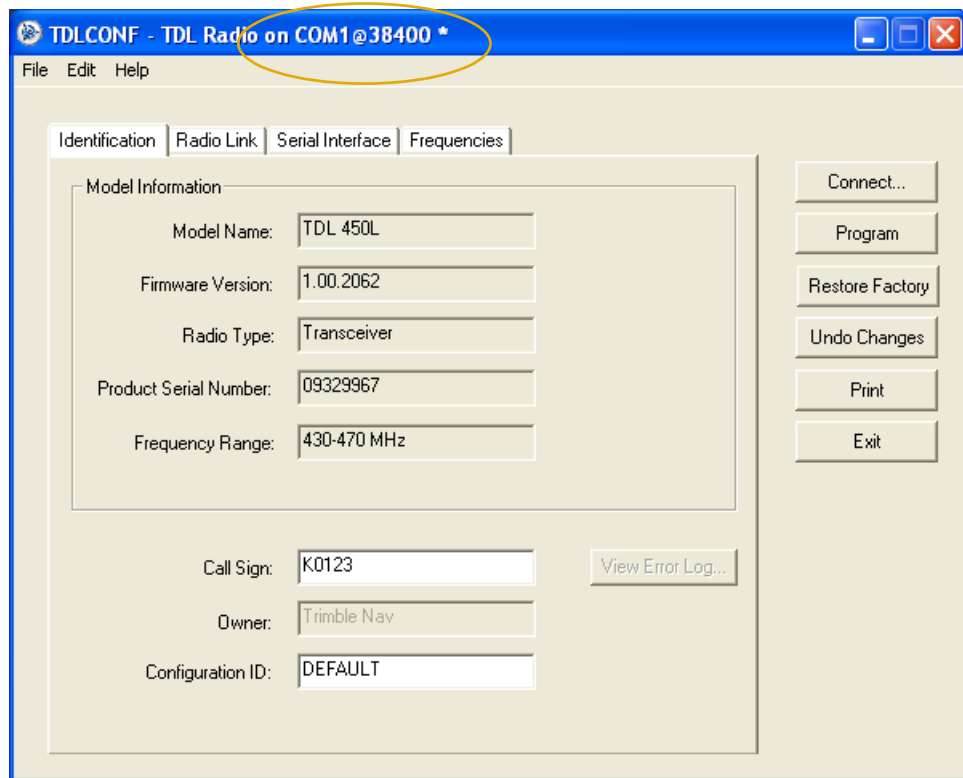 TDLCONF - TDL Radio on COM1@38400 *
File Edit Help
Identification Radio Link Serial Interface Frequencies
Model Information
Model Name: TDL 450L
Firmware Version: 1.00.2062
Radio Type: Transceiver
Product Serial Number: 09329967
Frequency Range: 430-470 MHz
Call Sign: K0123
View Error Log...
Owner: Trimble Nav
Configuration ID: DEFAULT
Connect...
Program
Restore Factory
Undo Changes
Print
Exit